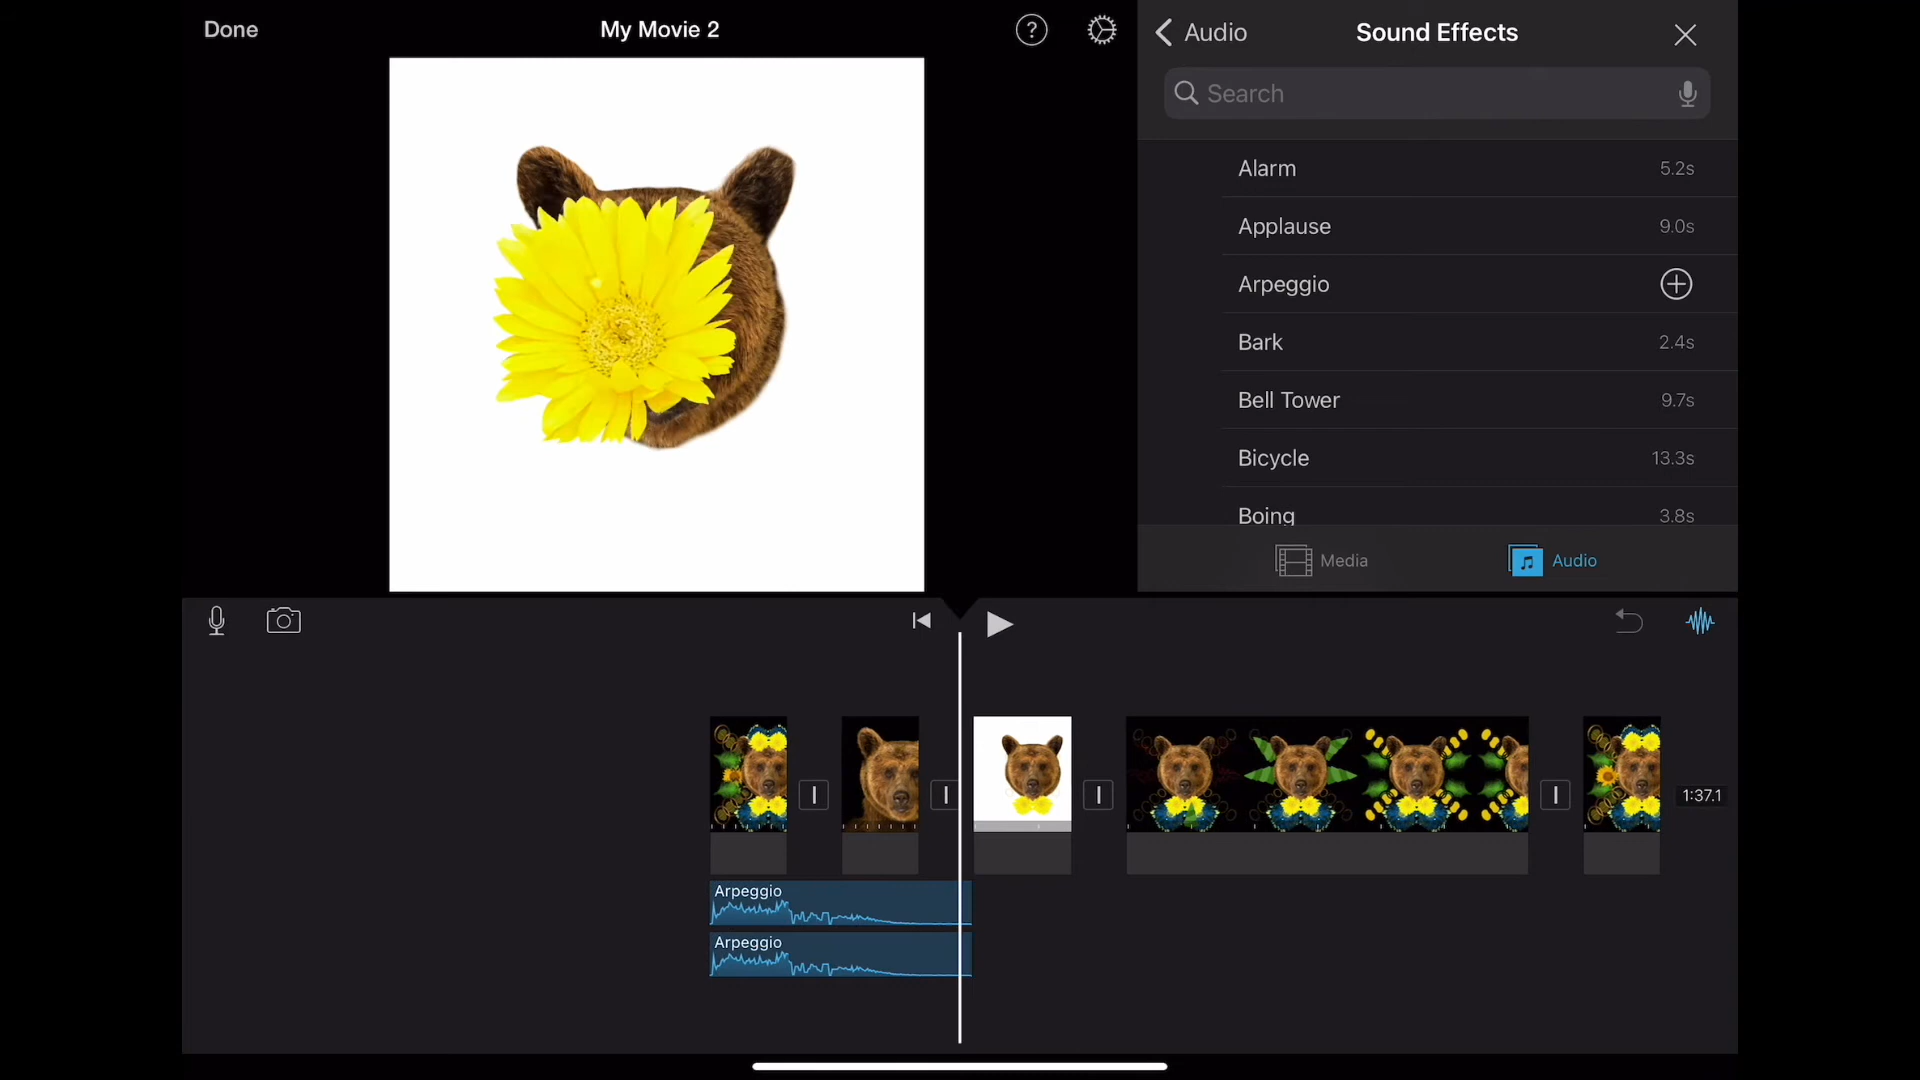 Done
My Movie 2
?
Audio
Sound Effects
Search
Alarm 5.2s
Applause 9.0s
Arpeggio
Bark 2.4s
Bell Tower 9.7s
Bicycle 13.3s
Boing 3.8s
Media
Audio
1:37.1
Arpeggio
Arpeggio